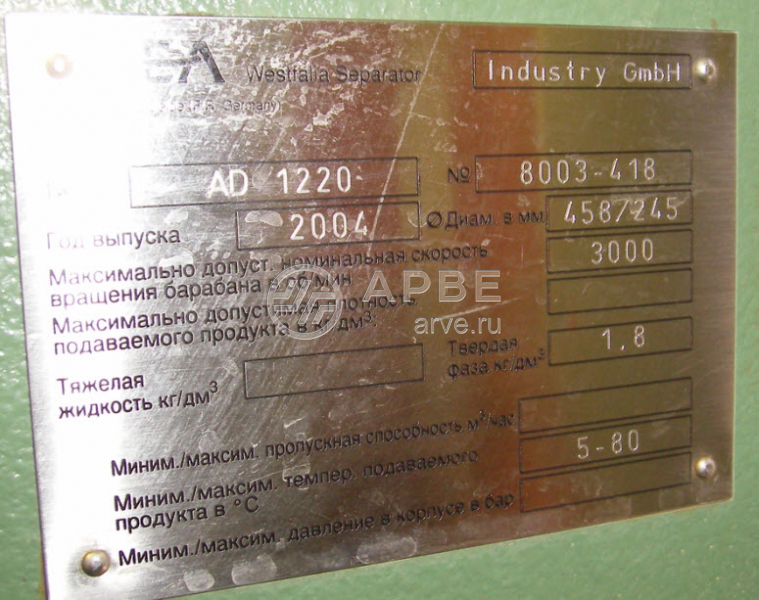 Westfalia Separator Industry GmbH
Germany)
AD 1220 № 8003-418
Год выпуска 2004 Ø Диам. в мм 458/245
Максимально допуст. номинальная скорость 3000
вращения барабана в об/мин
Максимально допустимая плотность
подаваемого продукта в кг/дм³:
Тяжелая
жидкость кг/дм³
Твердая
фаза кг/дм³ 1,8
Миним./максим. пропускная способность м³/час
Миним./максим. темпер. подаваемого
продукта в °C 5-80
Миним./максим. давление в корпусе в бар
АРВЕ
arve.ru